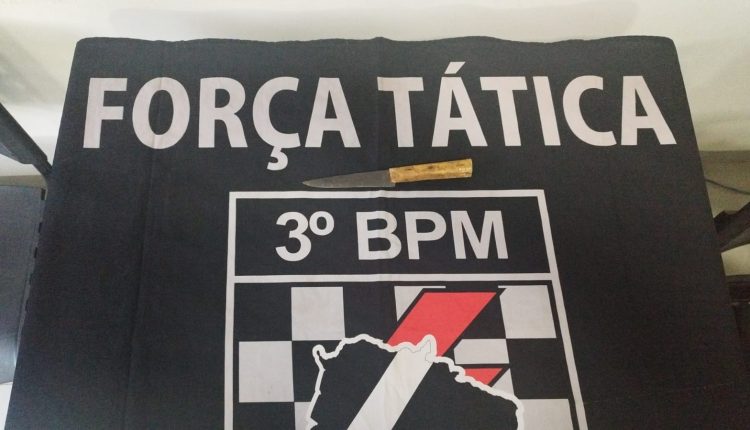 FORÇA TÁTICA
3º BPM